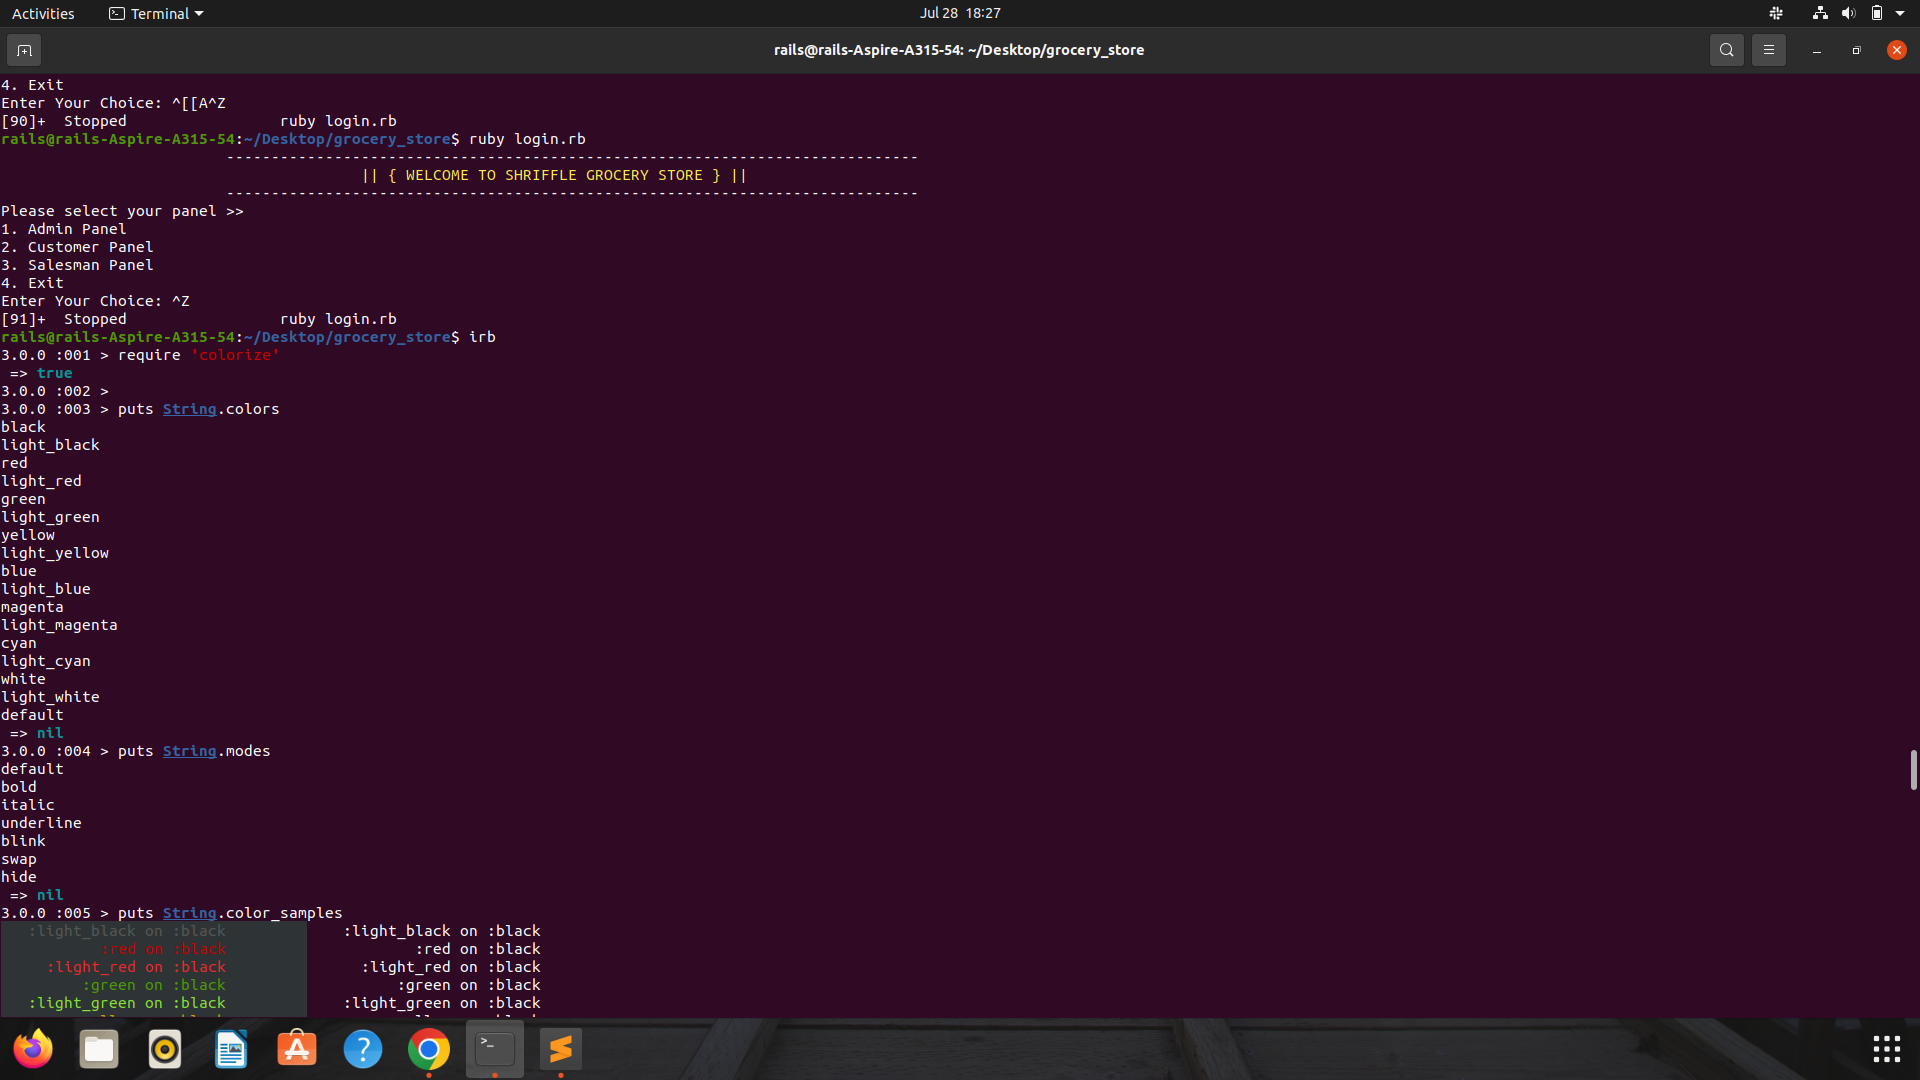 Activities
Terminal
Jul 28 18:27
rails@rails-Aspire-A315-54: ~/Desktop/grocery_store
4. Exit
Enter Your Choice: ^[[A^Z
[90]+  Stopped                 ruby login.rb
rails@rails-Aspire-A315-54:~/Desktop/grocery_store$ ruby login.rb
                         -----------------------------------------------------------------------------
                                        || { WELCOME TO SHRIFFLE GROCERY STORE } ||
                         -----------------------------------------------------------------------------
Please select your panel >>
1. Admin Panel
2. Customer Panel
3. Salesman Panel
4. Exit
Enter Your Choice: ^Z
[91]+  Stopped                 ruby login.rb
rails@rails-Aspire-A315-54:~/Desktop/grocery_store$ irb
3.0.0 :001 > require 'colorize'
 => true
3.0.0 :002 >
3.0.0 :003 > puts String.colors
black
light_black
red
light_red
green
light_green
yellow
light_yellow
blue
light_blue
magenta
light_magenta
cyan
light_cyan
white
light_white
default
 => nil
3.0.0 :004 > puts String.modes
default
bold
italic
underline
blink
swap
hide
 => nil
3.0.0 :005 > puts String.color_samples
   :light_black on :black             :light_black on :black
           :red on :black                     :red on :black
     :light_red on :black               :light_red on :black
         :green on :black                   :green on :black
   :light_green on :black             :light_green on :black